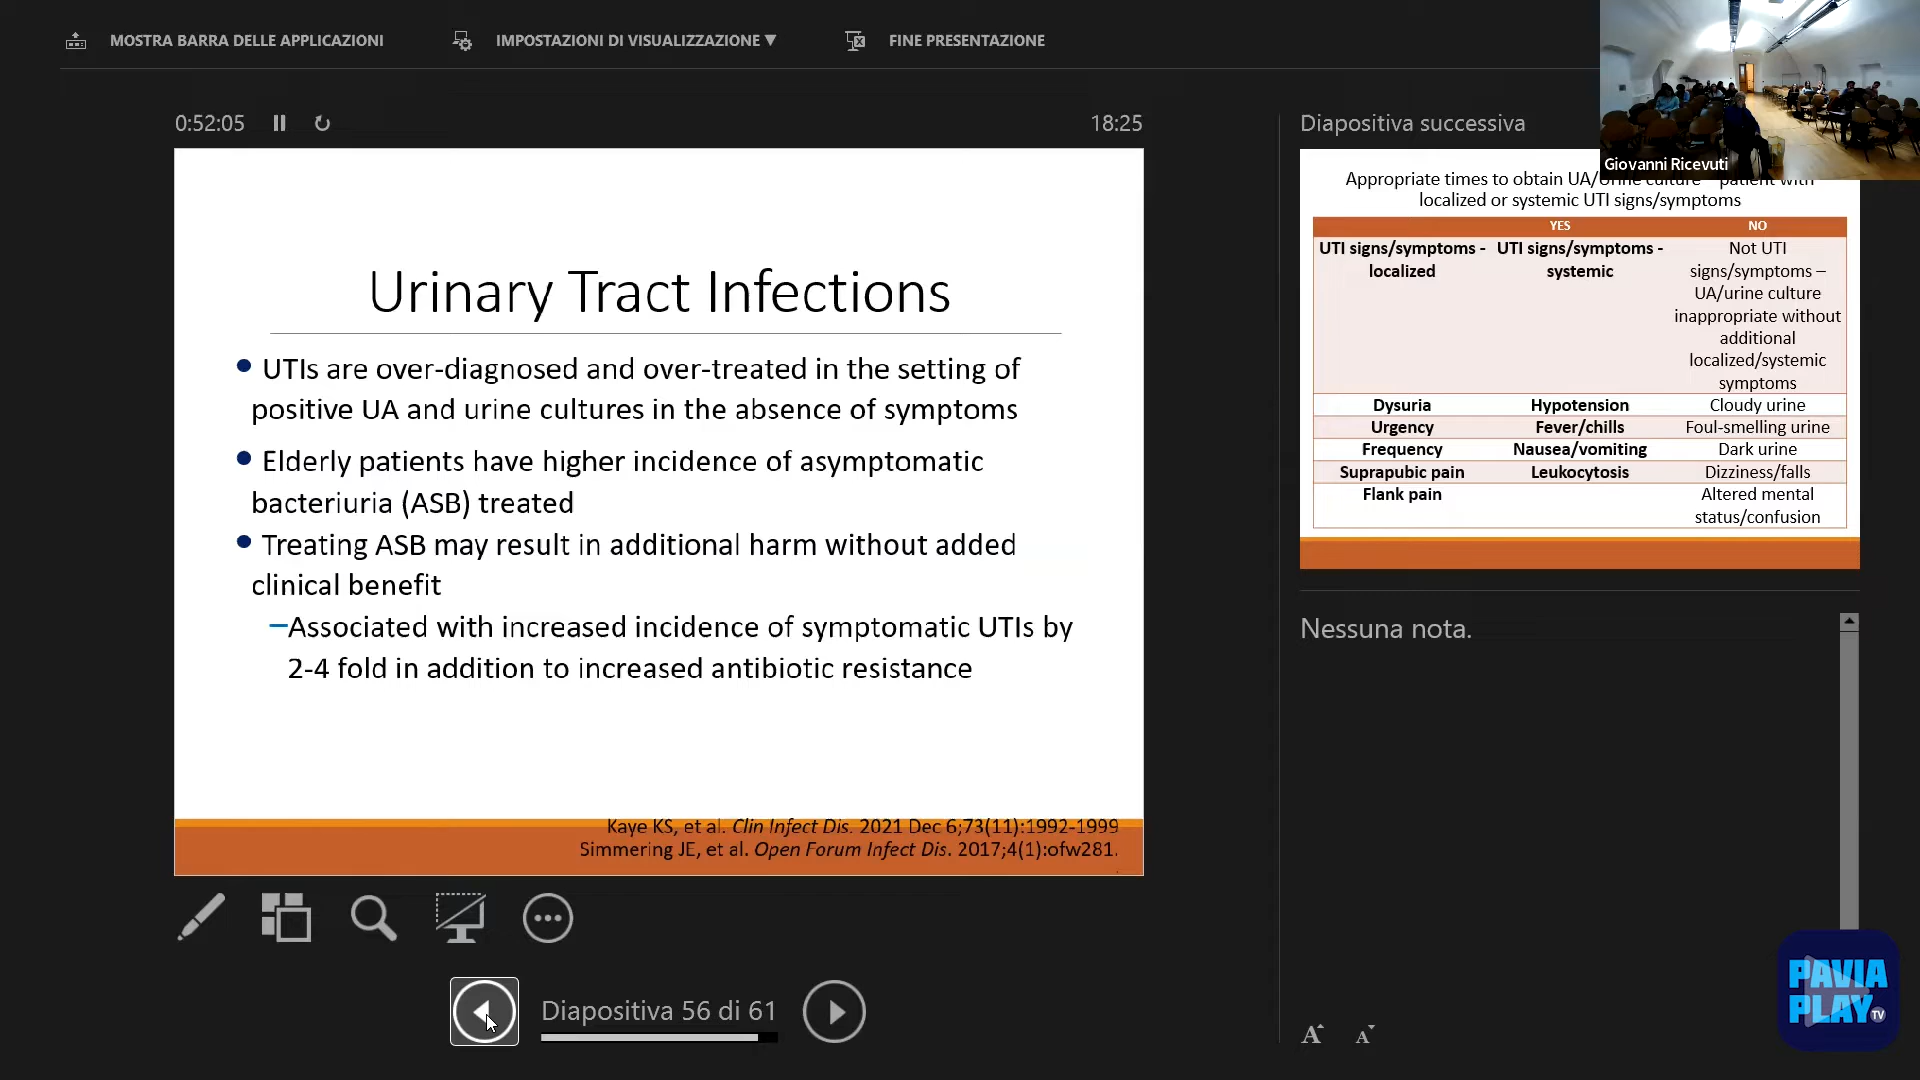 MOSTRA BARRA DELLE APPLICAZIONI
IMPOSTAZIONI DI VISUALIZZAZIONE ▼
FINE PRESENTAZIONE
0:52:05
18:25
Urinary Tract Infections
• UTIs are over-diagnosed and over-treated in the setting of
positive UA and urine cultures in the absence of symptoms
• Elderly patients have higher incidence of asymptomatic
bacteriuria (ASB) treated
• Treating ASB may result in additional harm without added
clinical benefit
–Associated with increased incidence of symptomatic UTIs by
2-4 fold in addition to increased antibiotic resistance
Kaye KS, et al. Clin Infect Dis. 2021 Dec 6;73(11):1992-1999
Simmering JE, et al. Open Forum Infect Dis. 2017;4(1):ofw281.
Diapositiva 56 di 61
Diapositiva successiva
Giovanni Ricevuti
Appropriate times to obtain UA/Urine culture – patient with
localized or systemic UTI signs/symptoms
YES NO
UTI signs/symptoms - UTI signs/symptoms - Not UTI
localized systemic signs/symptoms –
UA/urine culture
inappropriate without
additional
localized/systemic
symptoms
Dysuria Hypotension Cloudy urine
Urgency Fever/chills Foul-smelling urine
Frequency Nausea/vomiting Dark urine
Suprapubic pain Leukocytosis Dizziness/falls
Flank pain Altered mental
status/confusion
Nessuna nota.
A A
PAVIA
PLAY TV